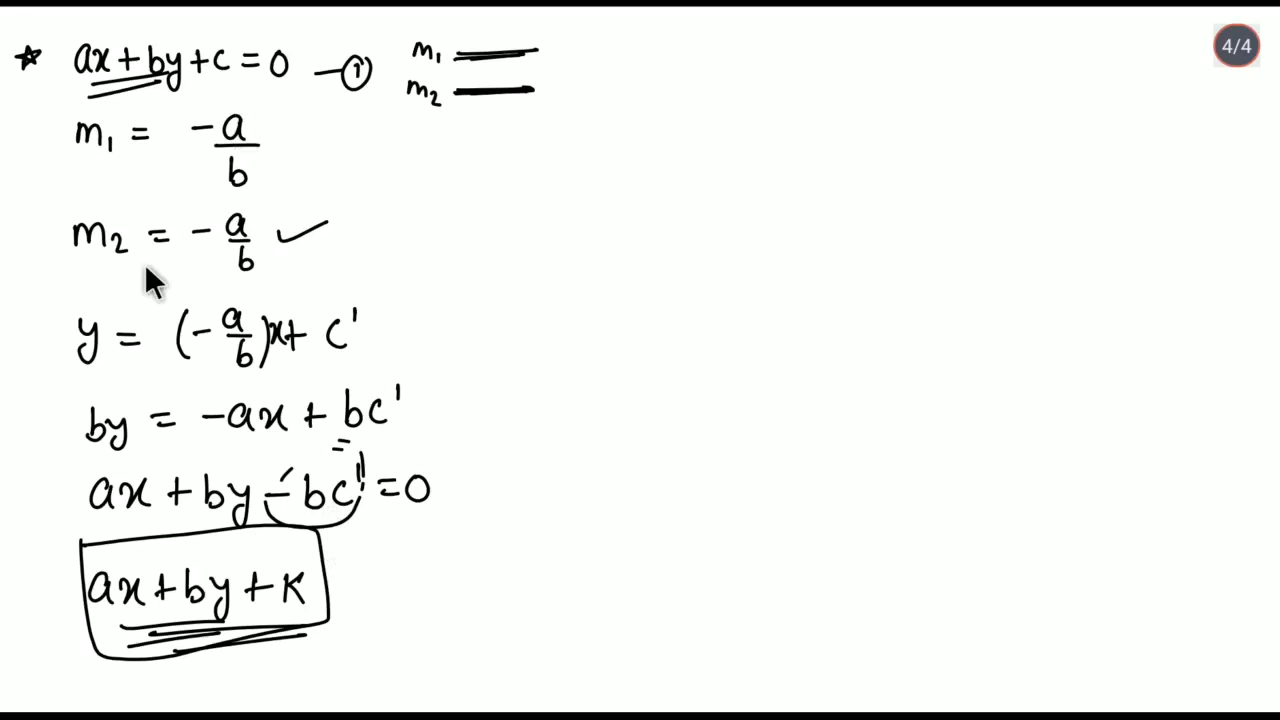 * ax + by + c = 0 — ①
m₁
m₂
m₁ = -a/b
m₂ = -a/b ✓
y = (-a/b)x + c'
by = -ax + bc'
ax + by - bc' = 0
ax + by + K
4/4